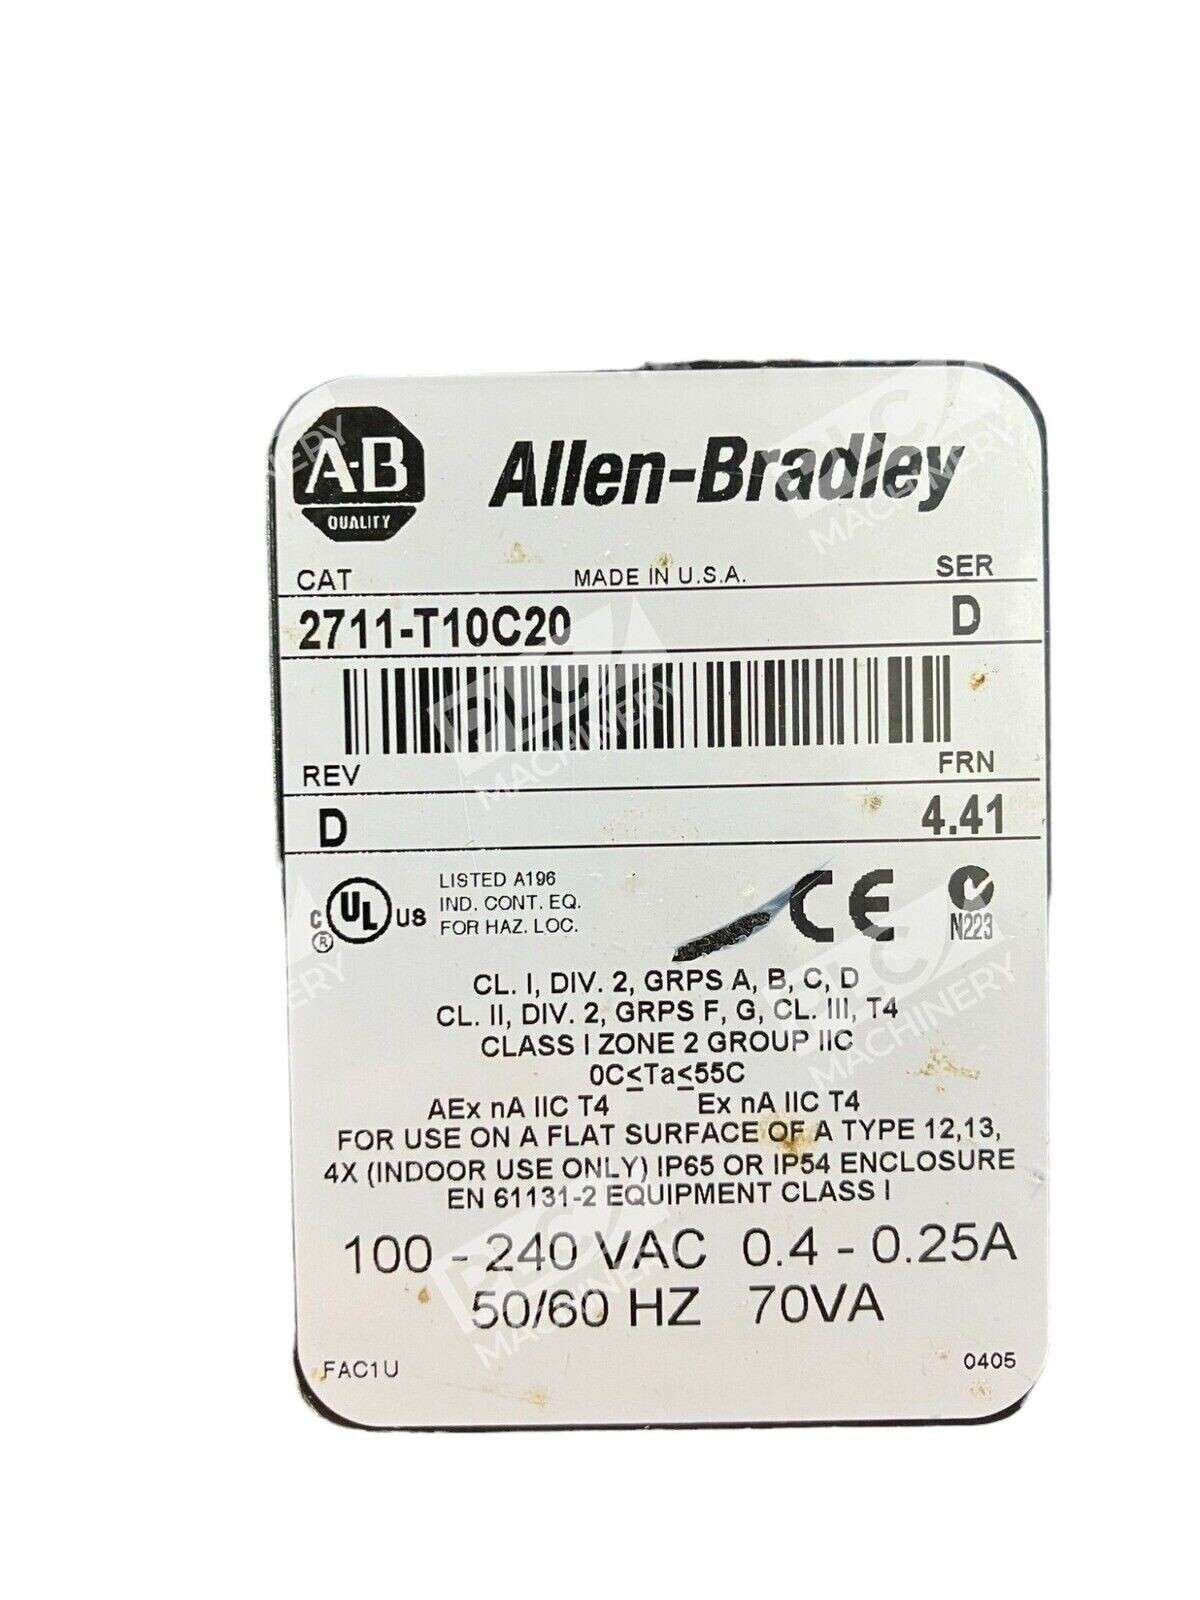 A-B
QUALITY
Allen-Bradley
CAT MADE IN U.S.A. SER
2711-T10C20 D
REV FRN
D 4.41
C UL US
®
LISTED A196
IND. CONT. EQ.
FOR HAZ. LOC.
CE
N223
CL. I, DIV. 2, GRPS A, B, C, D
CL. II, DIV. 2, GRPS F, G, CL. III, T4
CLASS I ZONE 2 GROUP IIC
0C≤Ta≤55C
AEx nA IIC T4 Ex nA IIC T4
FOR USE ON A FLAT SURFACE OF A TYPE 12,13,
4X (INDOOR USE ONLY) IP65 OR IP54 ENCLOSURE
EN 61131-2 EQUIPMENT CLASS I
100 - 240 VAC 0.4 - 0.25A
50/60 HZ 70VA
FAC1U 0405
PLC MACHINERY